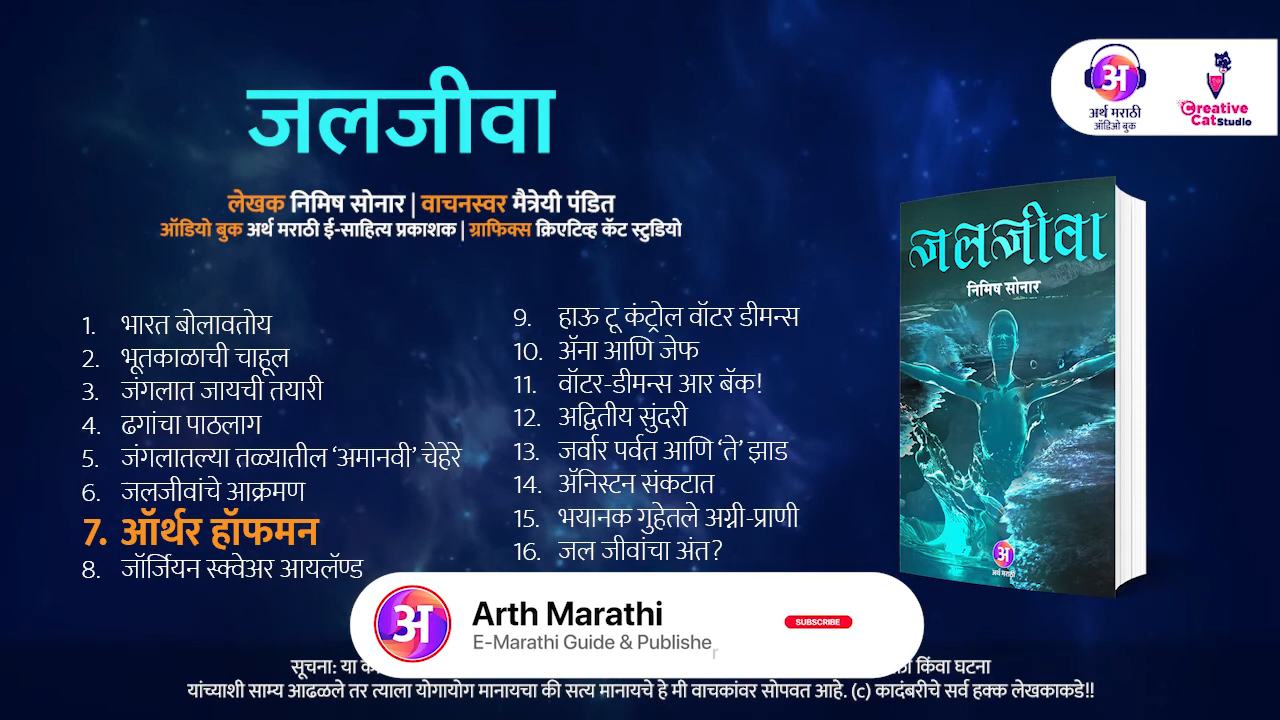 जलजीवा
लेखक निमिष सोनार | वाचनस्वर मैत्रेयी पंडित
ऑडियो बुक अर्थ मराठी ई-साहित्य प्रकाशक | ग्राफिक्स क्रिएटिव्ह कॅट स्टुडियो
अ
अर्थ मराठी
ऑडिओ बुक
Creative
Cat Studio
1. भारत बोलावतोय
2. भूतकाळाची चाहूल
3. जंगलात जायची तयारी
4. ढगांचा पाठलाग
5. जंगलातल्या तळ्यातील ‘अमानवी’ चेहेरे
6. जलजीवांचे आक्रमण
7. ऑर्थर हॉफमन
8. जॉर्जियन स्क्वेअर आयलॅण्ड
9. हाऊ टू कंट्रोल वॉटर डीमन्स
10. ॲना आणि जेफ
11. वॉटर-डीमन्स आर बॅक!
12. अद्वितीय सुंदरी
13. जर्वार पर्वत आणि ‘ते’ झाड
14. ॲनिस्टन संकटात
15. भयानक गुहेतले अग्नी-प्राणी
16. जल जीवांचा अंत?
जलजीवा
निमिष सोनार
अ
अर्थ मराठी
अ
Arth Marathi
E-Marathi Guide & Publisher
SUBSCRIBE
सूचना: या किंवा घटना
यांच्याशी साम्य आढळले तर त्याला योगायोग मानायचा की सत्य मानायचे हे मी वाचकांवर सोपवत आहे. (c) कादंबरीचे सर्व हक्क लेखकाकडे!!